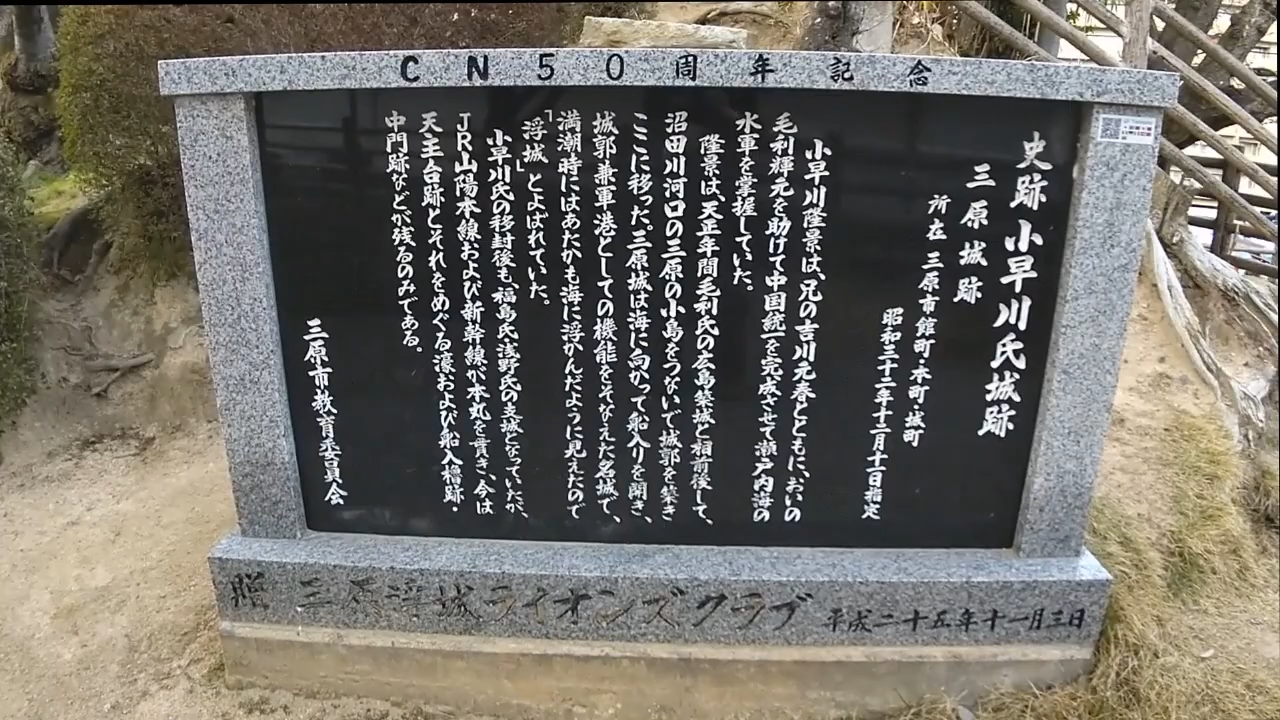 CN50周年記念
史跡 小早川氏城跡
三原城跡
所在 三原市館町・本町・城町
昭和三十二年十二月十一日指定
小早川隆景は、兄の吉川元春とともに、おいの
毛利輝元を助けて中国統一を完成させて瀬戸内海の
水軍を掌握していた。
隆景は、天正年間毛利氏の広島築城と相前後して、
沼田川河口の三原の小島をつないで城郭を築き
ここに移った。三原城は海に向かって船入りを開き、
城郭兼軍港としての機能をそなえた名城で、
満潮時にはあたかも海に浮かんだように見えたので
「浮城」とよばれていた。
小早川氏の移封後も、福島氏・浅野氏の支城となっていたが、
JR山陽本線および新幹線が本丸を貫き、今は
天主台跡とそれをめぐる濠および船入櫓跡・
中門跡などが残るのみである。
三原市教育委員会
贈 三原浮城ライオンズクラブ 平成二十五年十一月三日